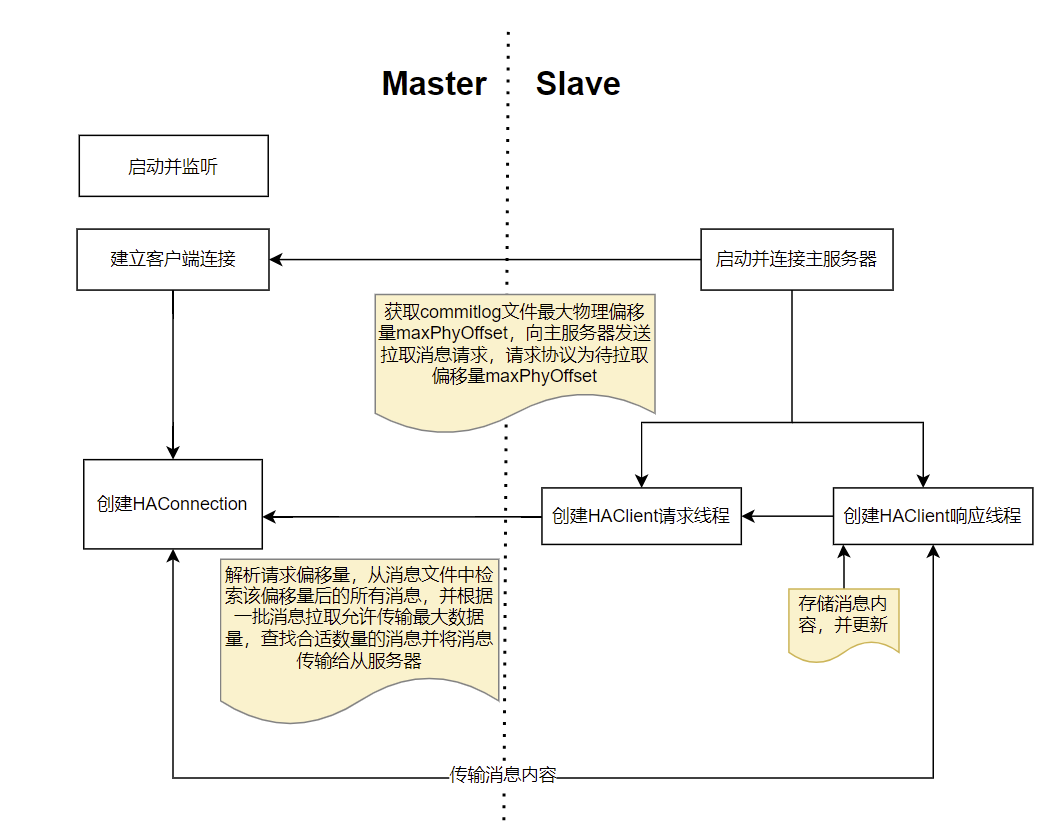 Master
Slave
启动并监听
建立客户端连接
启动并连接主服务器
获取commitlog文件最大物理偏移
量maxPhyOffset，向主服务器发送
拉取消息请求，请求协议为待拉取
偏移量maxPhyOffset
创建HAConnection
创建HAClient请求线程
创建HAClient响应线程
解析请求偏移量，从消息文件中检
索该偏移量后的所有消息，并根据
一批消息拉取允许传输最大数据
量，查找合适数量的消息并将消息
传输给从服务器
存储消息内
容，并更新
传输消息内容